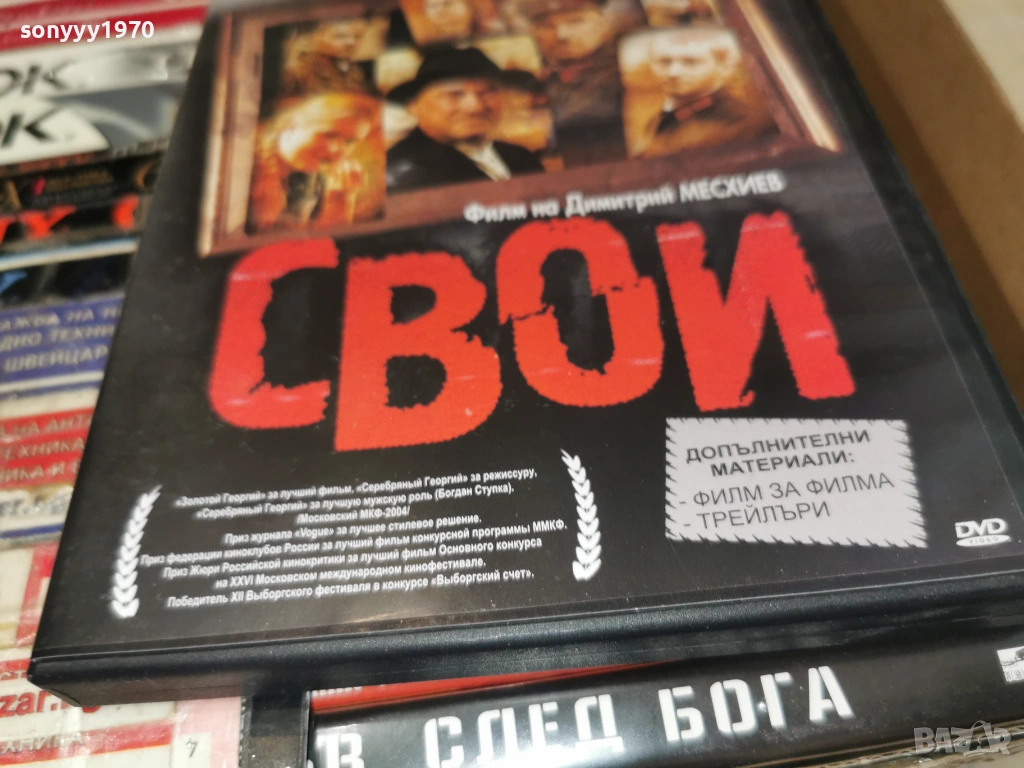 sonyyy1970
Филм на Димитрий МЕСХИЕВ
СВОИ
«Золотой Георгий» за лучший фильм, «Серебряный Георгий» за режиссуру,
«Серебряный Георгий» за лучшую мужскую роль (Богдан Ступка).
/Московский МКФ-2004/
Приз журнала «Vogue» за лучшее стилевое решение.
Приз федерации киноклубов России за лучший фильм конкурсной программы ММКФ.
Приз Жюри Российской кинокритики за лучший фильм Основного конкурса
на XXVI Московском международном кинофестивале.
Победитель XII Выборгского фестиваля в конкурсе «Выборгский счет».
ДОПЪЛНИТЕЛНИ
МАТЕРИАЛИ:
- ФИЛМ ЗА ФИЛМА
- ТРЕЙЛЪРИ
DVD
VIDEO
СЛЕД БОГА
ШВЕЙЦАР
BAZAR